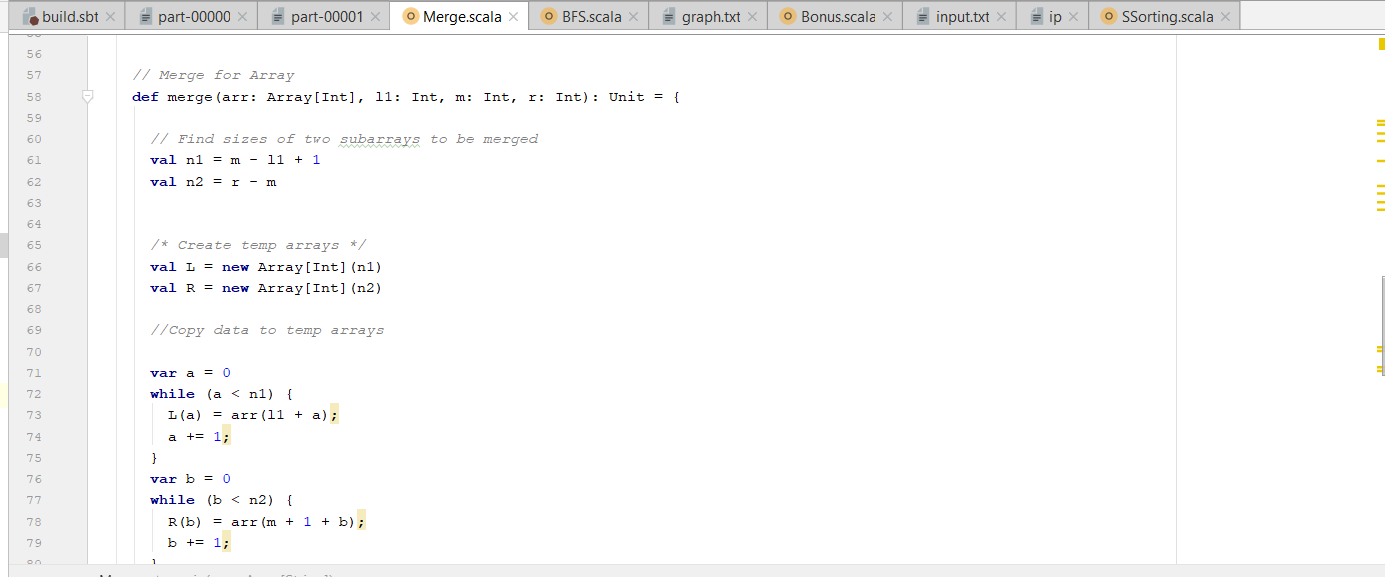 build.sbt part-00000 part-00001 Merge.scala BFS.scala graph.txt Bonus.scala input.txt ip SSorting.scala
56
57 // Merge for Array
58 def merge(arr: Array[Int], l1: Int, m: Int, r: Int): Unit = {
59
60 // Find sizes of two subarrays to be merged
61 val n1 = m - l1 + 1
62 val n2 = r - m
63
64
65 /* Create temp arrays */
66 val L = new Array[Int](n1)
67 val R = new Array[Int](n2)
68
69 //Copy data to temp arrays
70
71 var a = 0
72 while (a < n1) {
73 L(a) = arr(l1 + a);
74 a += 1;
75 }
76 var b = 0
77 while (b < n2) {
78 R(b) = arr(m + 1 + b);
79 b += 1;
80 }